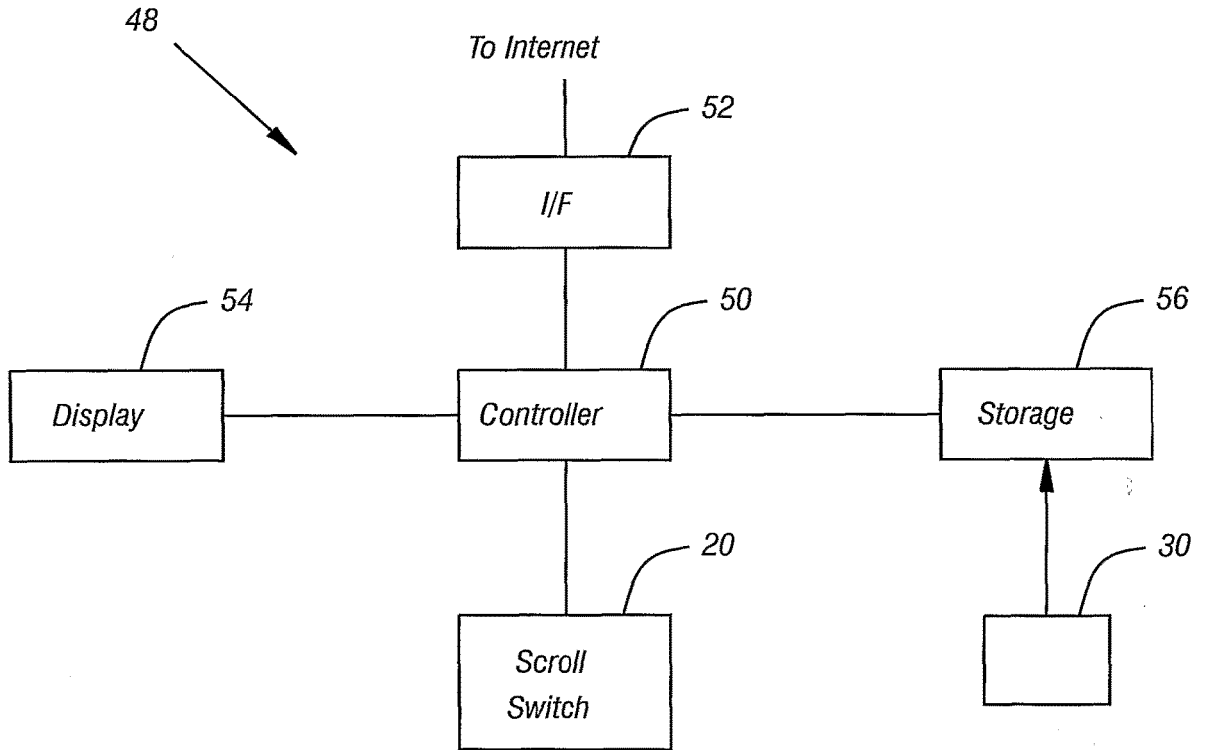 48
To Internet
52
I/F
54
50
56
Display
Controller
Storage
20
30
Scroll
Switch